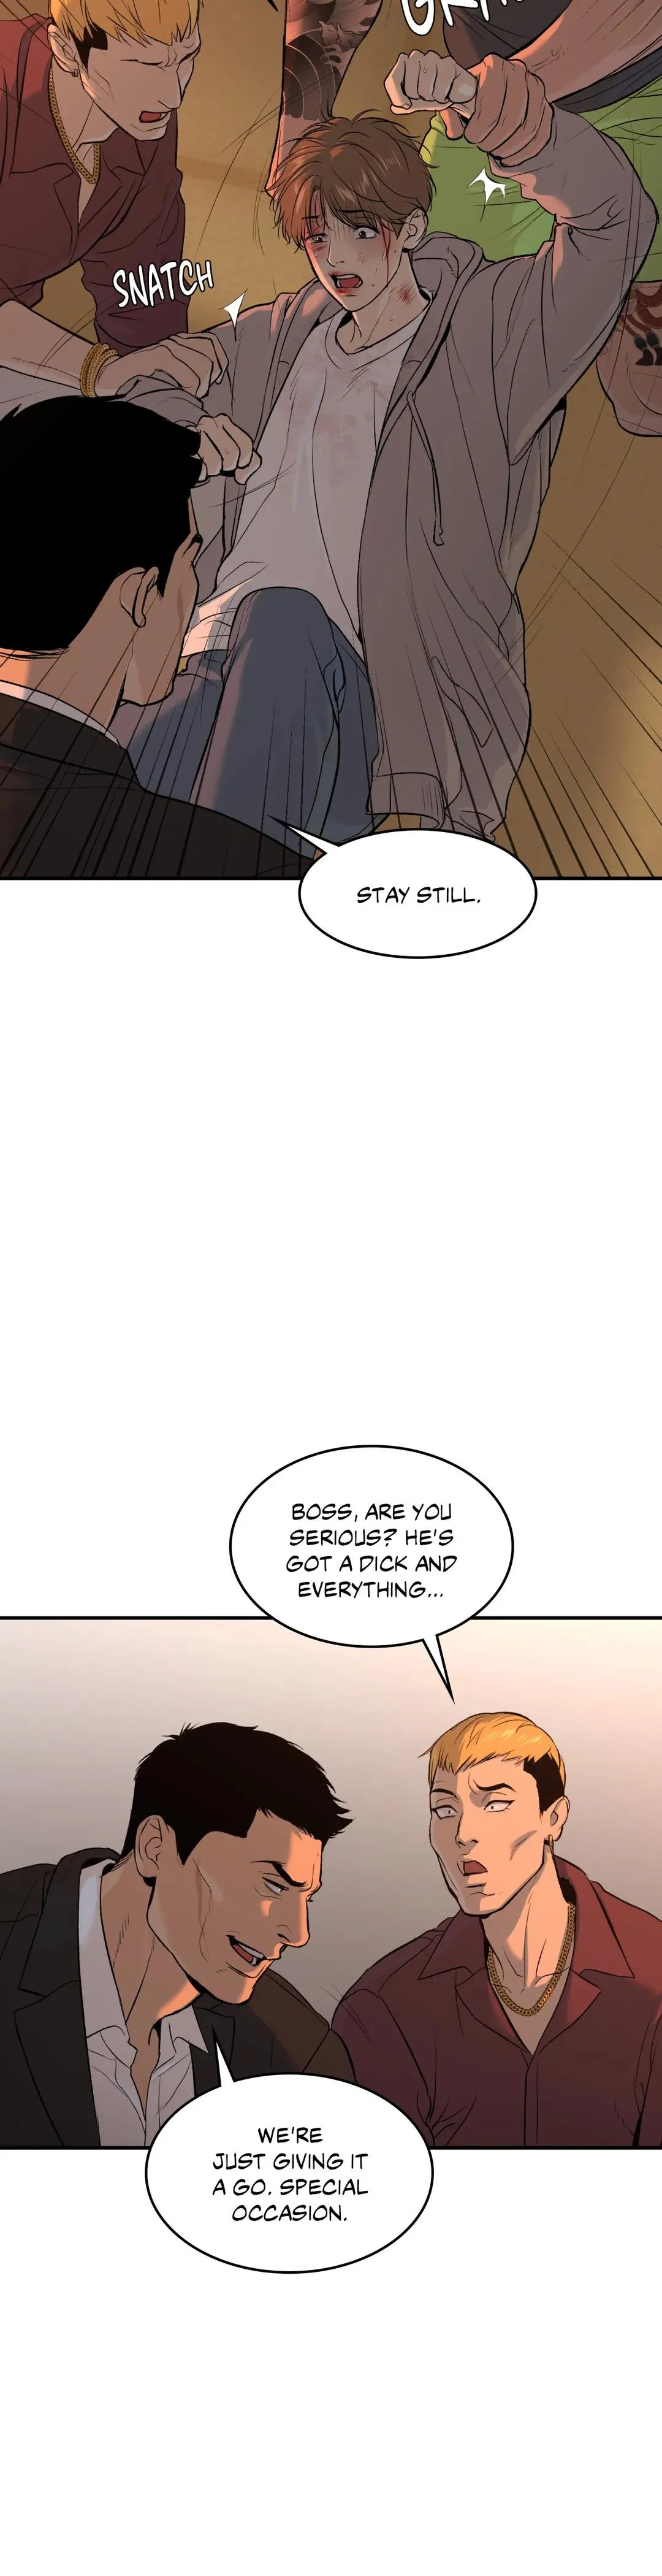 SNATCH
STAY STILL.
BOSS, ARE YOU
SERIOUS? HE'S
GOT A DICK AND
EVERYTHING...
WE'RE
JUST GIVING IT
A GO. SPECIAL
OCCASION.